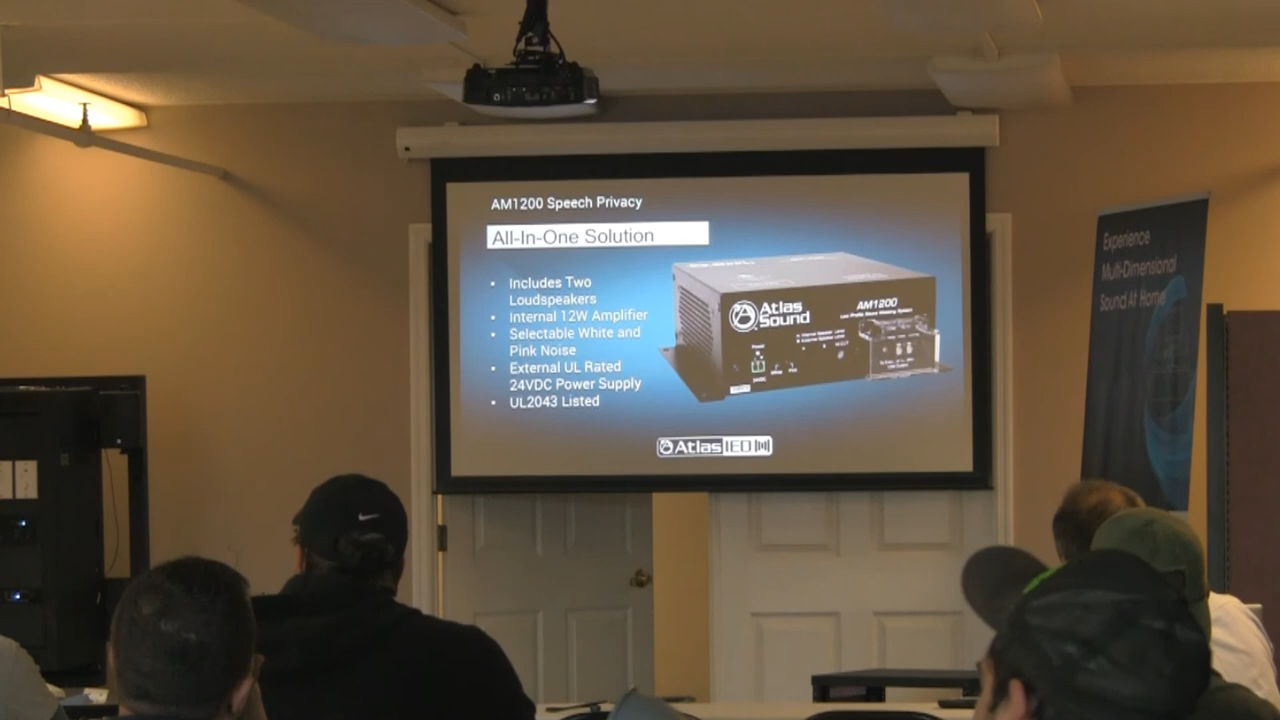 AM1200 Speech Privacy
All-In-One Solution
• Includes Two
Loudspeakers
• Internal 12W Amplifier
• Selectable White and
Pink Noise
• External UL Rated
24VDC Power Supply
• UL2043 Listed
Atlas
Sound
AM1200
Power
AtlasIED
Experience
Multi-Dimensional
Sound At Home